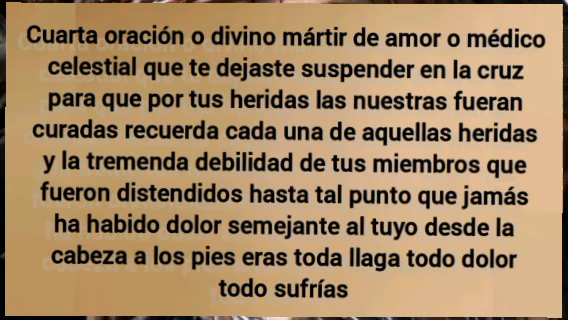 Cuarta oración o divino mártir de amor o médico
celestial que te dejaste suspender en la cruz
para que por tus heridas las nuestras fueran
curadas recuerda cada una de aquellas heridas
y la tremenda debilidad de tus miembros que
fueron distendidos hasta tal punto que jamás
ha habido dolor semejante al tuyo desde la
cabeza a los pies eras toda llaga todo dolor
todo sufrías